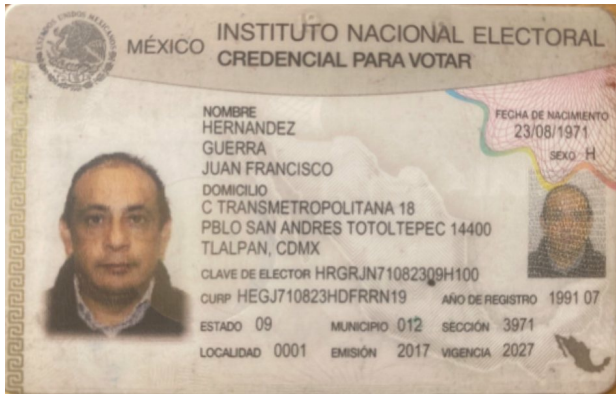 MÉXICO
INSTITUTO NACIONAL ELECTORAL
CREDENCIAL PARA VOTAR
NOMBRE
HERNANDEZ
GUERRA
JUAN FRANCISCO
FECHA DE NACIMIENTO
23/08/1971
SEXO H
DOMICILIO
C TRANSMETROPOLITANA 18
PBLO SAN ANDRES TOTOLTEPEC 14400
TLALPAN, CDMX
CLAVE DE ELECTOR HRGRJN71082309H100
CURP HEGJ710823HDFRRN19 AÑO DE REGISTRO 1991 07
ESTADO 09 MUNICIPIO 012 SECCIÓN 3971
LOCALIDAD 0001 EMISIÓN 2017 VIGENCIA 2027